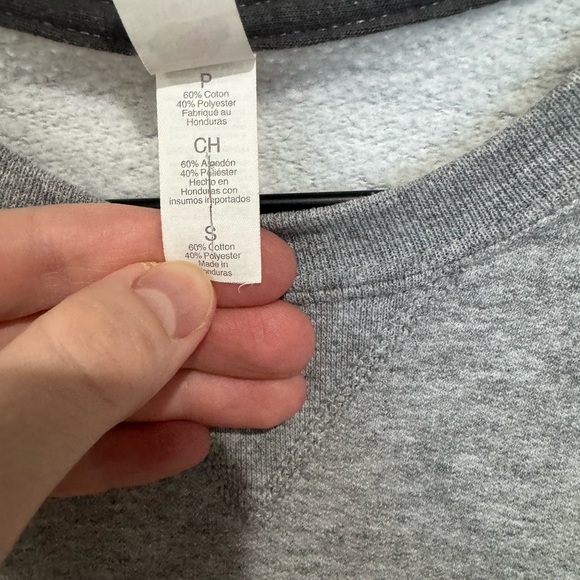 P
60% Coton
40% Polyester
Fabriqué au
Honduras
CH
60% Algodón
40% Poliéster
Hecho en
Honduras con
insumos importados
S
60% Cotton
40% Polyester
Made in
Honduras